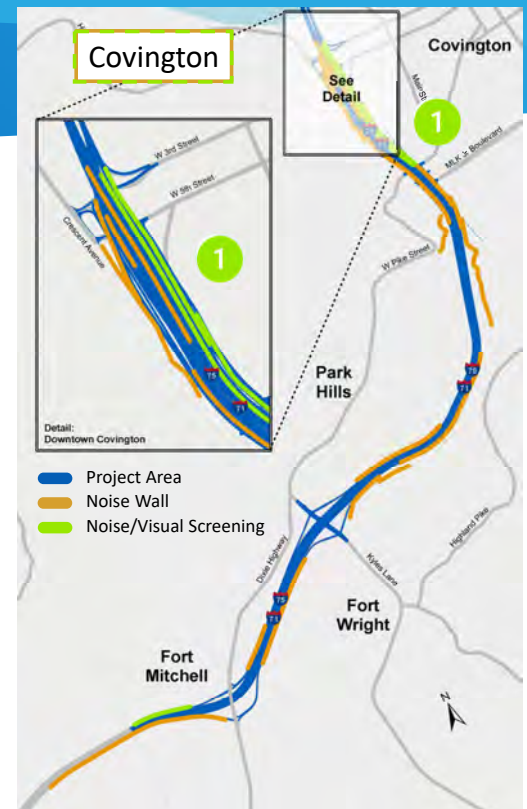 Covington
Covington
See
Detail
Main St
1
MLK Jr Boulevard
W 3rd Street
W 5th Street
Crescent Avenue
1
75
71
Detail:
Downtown Covington
W Pike Street
75
71
Park
Hills
Project Area
Noise Wall
Noise/Visual Screening
Dixie Highway
Kyles Lane
Highland Pike
75
71
Fort
Wright
Fort
Mitchell
N